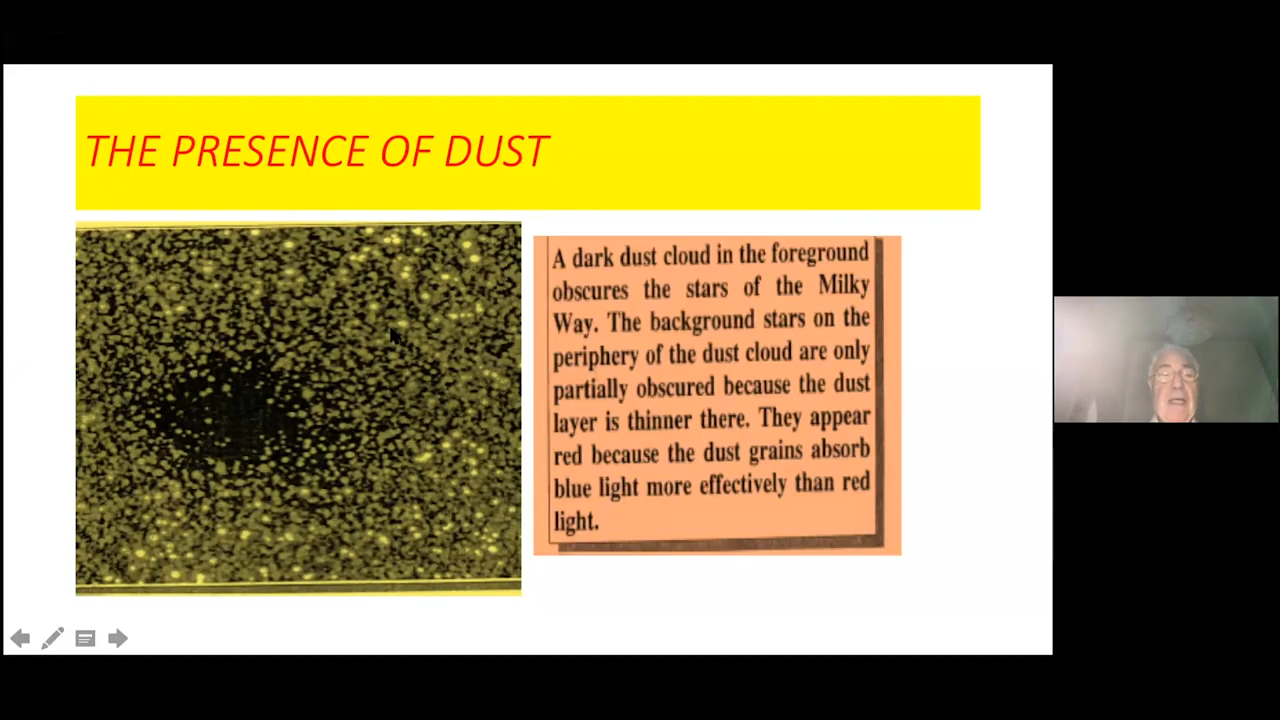 THE PRESENCE OF DUST
A dark dust cloud in the foreground
obscures the stars of the Milky
Way. The background stars on the
periphery of the dust cloud are only
partially obscured because the dust
layer is thinner there. They appear
red because the dust grains absorb
blue light more effectively than red
light.